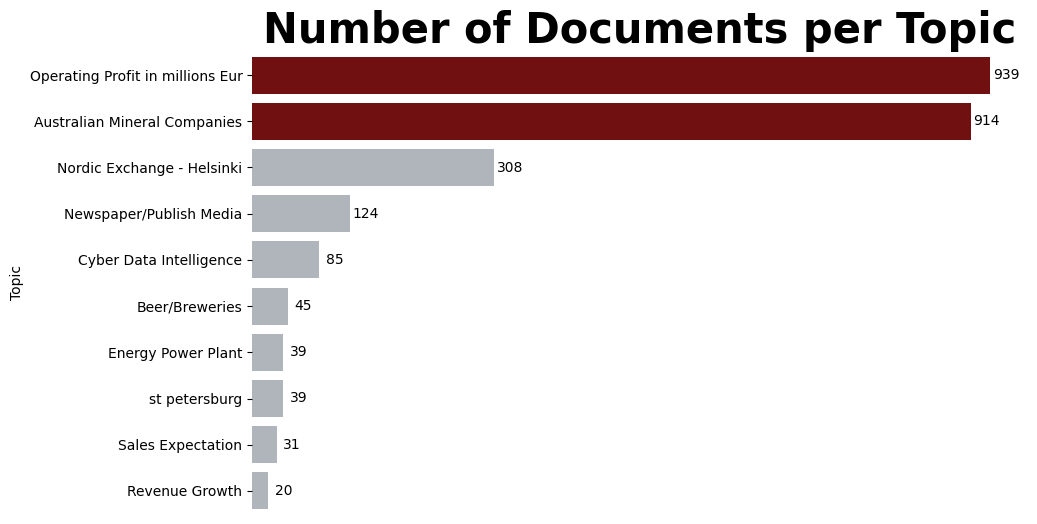 Number of Documents per Topic
Operating Profit in millions Eur 939
Australian Mineral Companies 914
Nordic Exchange - Helsinki 308
Newspaper/Publish Media 124
Cyber Data Intelligence 85
Topic
Beer/Breweries 45
Energy Power Plant 39
st petersburg 39
Sales Expectation 31
Revenue Growth 20